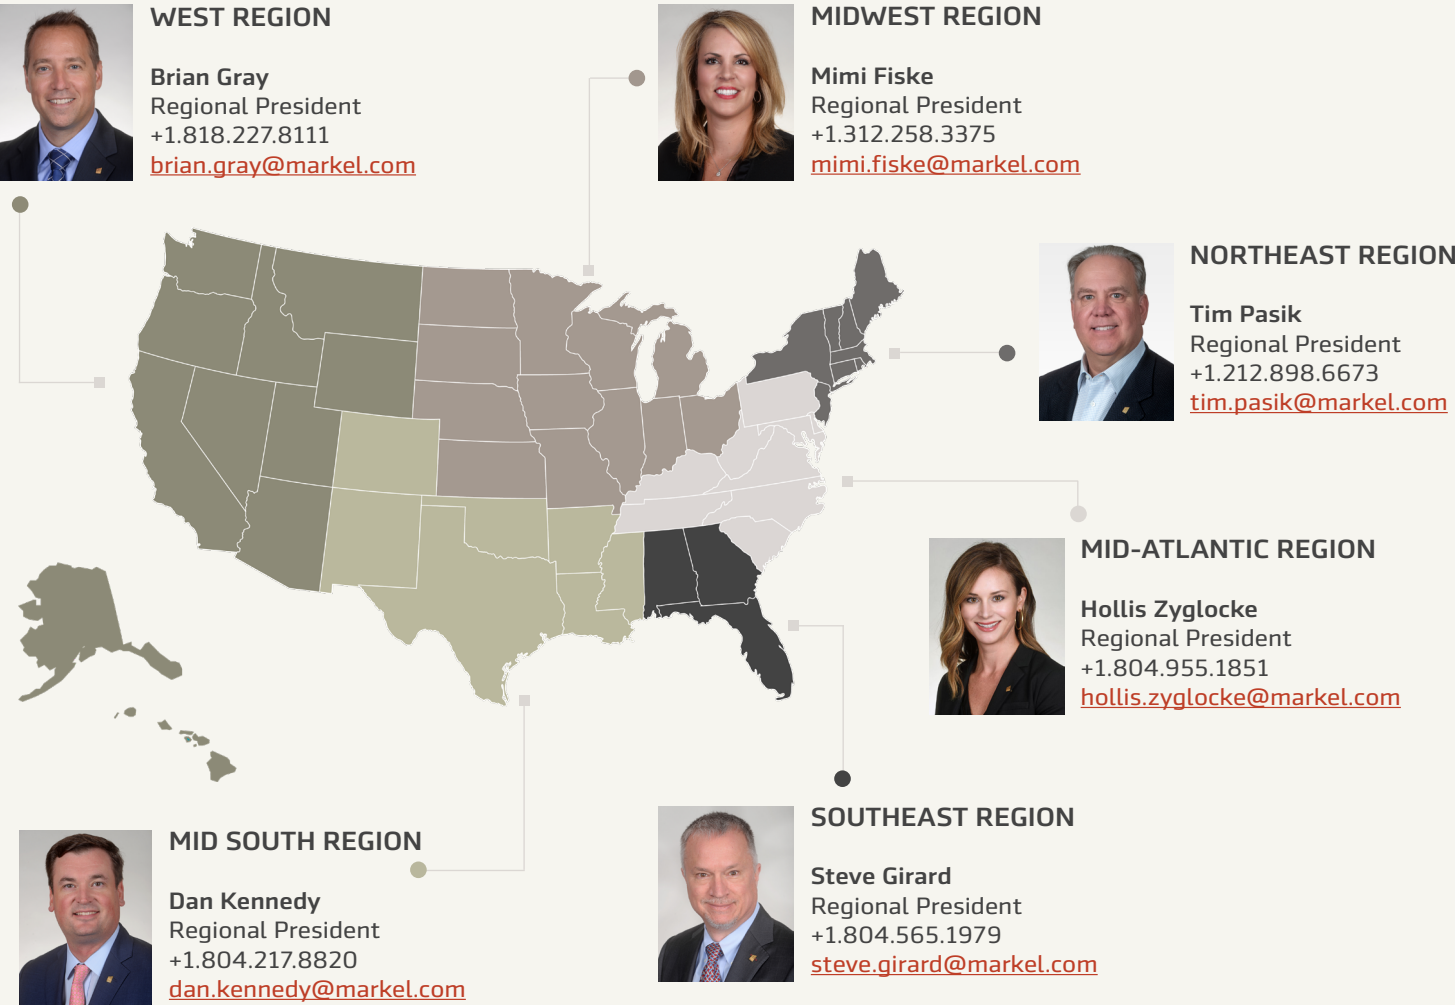 WEST REGION
Brian Gray
Regional President
+1.818.227.8111
brian.gray@markel.com
MIDWEST REGION
Mimi Fiske
Regional President
+1.312.258.3375
mimi.fiske@markel.com
NORTHEAST REGION
Tim Pasik
Regional President
+1.212.898.6673
tim.pasik@markel.com
MID-ATLANTIC REGION
Hollis Zyglocke
Regional President
+1.804.955.1851
hollis.zyglocke@markel.com
SOUTHEAST REGION
Steve Girard
Regional President
+1.804.565.1979
steve.girard@markel.com
MID SOUTH REGION
Dan Kennedy
Regional President
+1.804.217.8820
dan.kennedy@markel.com